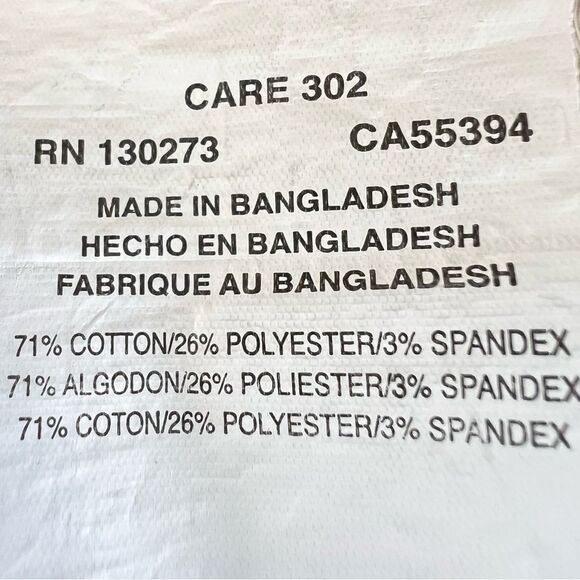 CARE 302
RN 130273 CA55394
MADE IN BANGLADESH
HECHO EN BANGLADESH
FABRIQUE AU BANGLADESH
71% COTTON/26% POLYESTER/3% SPANDEX
71% ALGODON/26% POLIESTER/3% SPANDEX
71% COTON/26% POLYESTER/3% SPANDEX